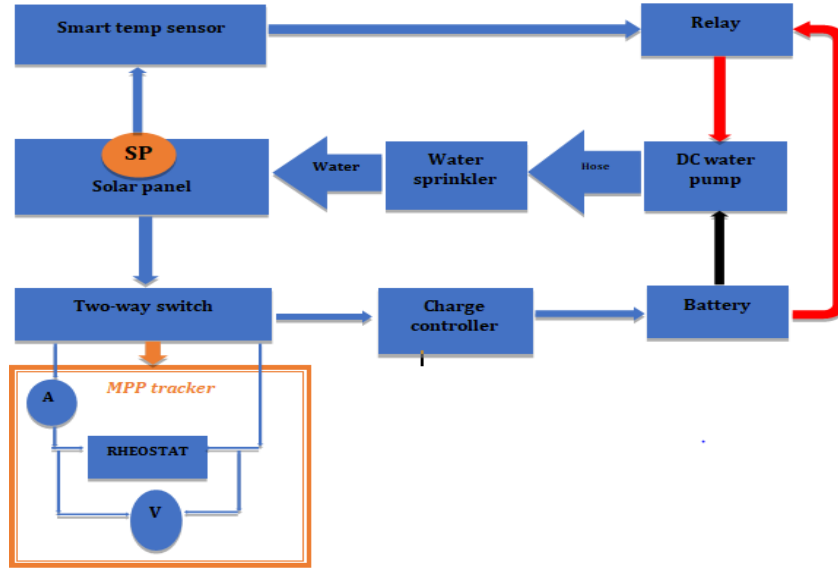 Smart temp sensor
Relay
SP
Solar panel
Water
Water
sprinkler
Hose
DC water
pump
Two-way switch
Charge
controller
Battery
MPP tracker
A
RHEOSTAT
V